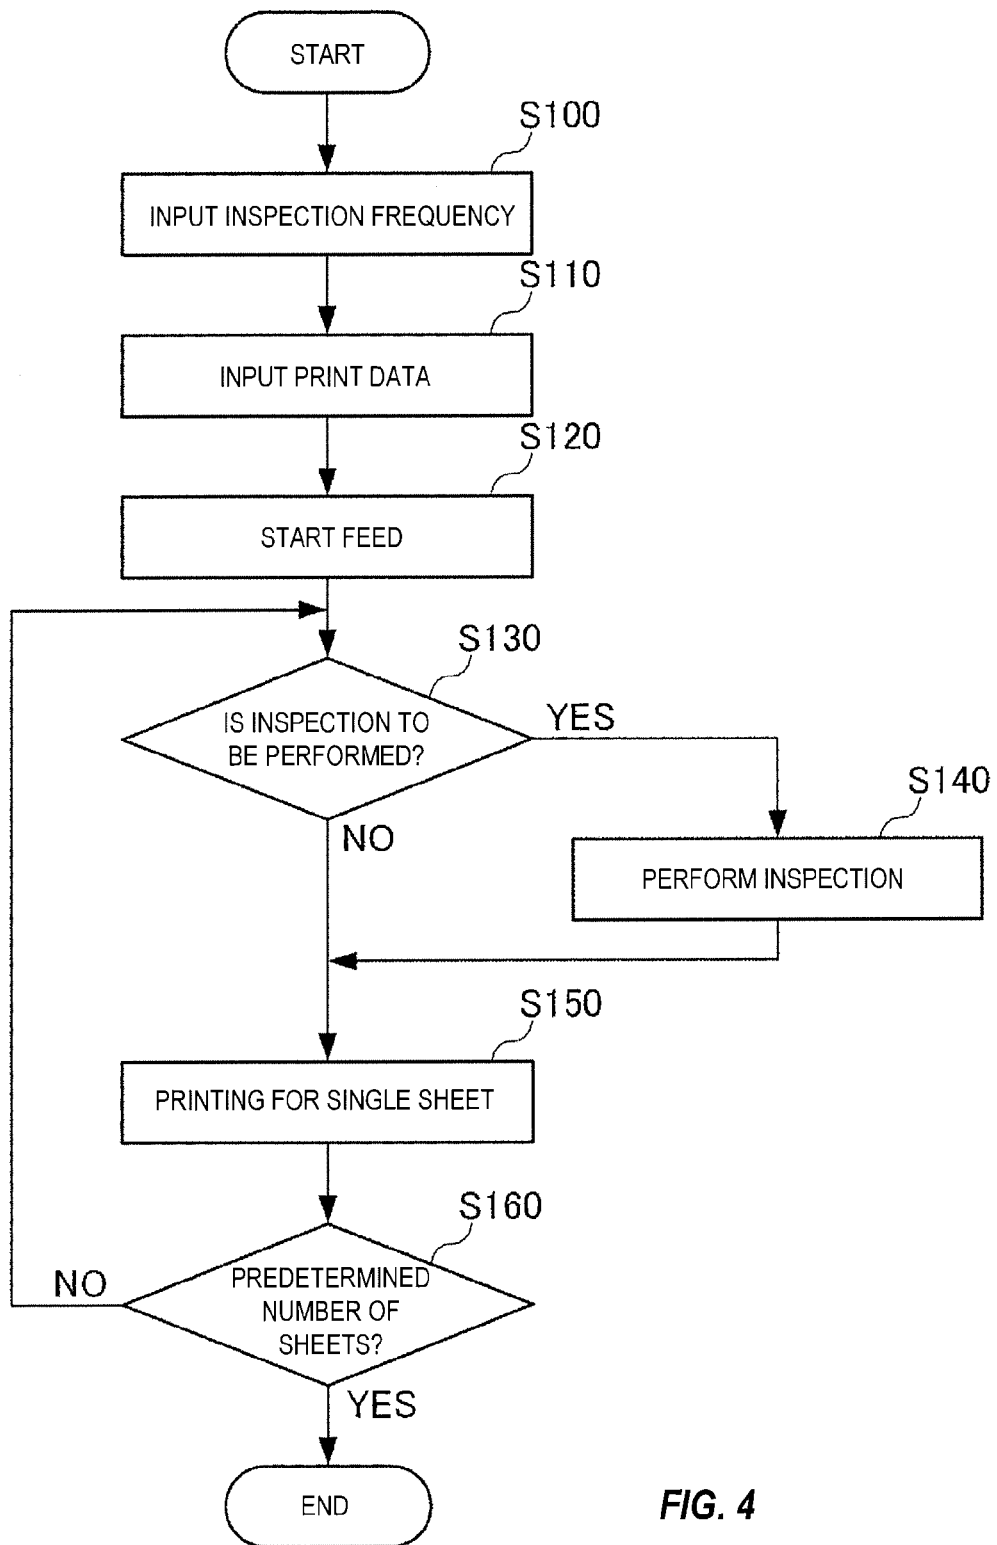 START
S100
INPUT INSPECTION FREQUENCY
S110
INPUT PRINT DATA
S120
START FEED
S130
IS INSPECTION TO
BE PERFORMED?
YES
NO
S140
PERFORM INSPECTION
S150
PRINTING FOR SINGLE SHEET
S160
PREDETERMINED
NUMBER OF
SHEETS?
NO
YES
END
FIG. 4